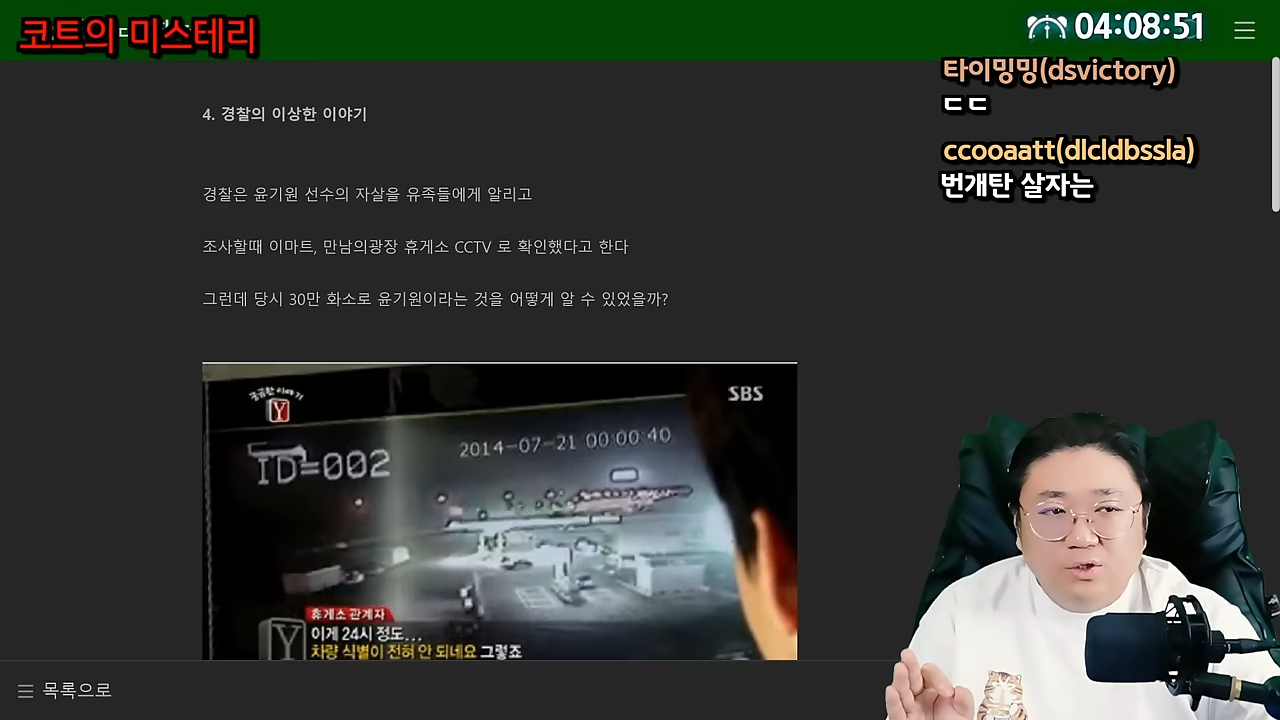 코트의 미스테리
04:08:51
타이밍밍(dsvictory)
ㄷㄷ
ccooaatt(dlcldbssla)
번개탄 살자는
4. 경찰의 이상한 이야기
경찰은 윤기원 선수의 자살을 유족들에게 알리고
조사할때 이마트, 만남의광장 휴게소 CCTV 로 확인했다고 한다
그런데 당시 30만 화소로 윤기원이라는 것을 어떻게 알 수 있었을까?
궁금한 이야기
Y
SBS
2014-07-21 00:00:40
ID=002
휴게소 관계자
이게 24시 정도...
차량 식별이 전혀 안 되네요 그렇죠
목록으로